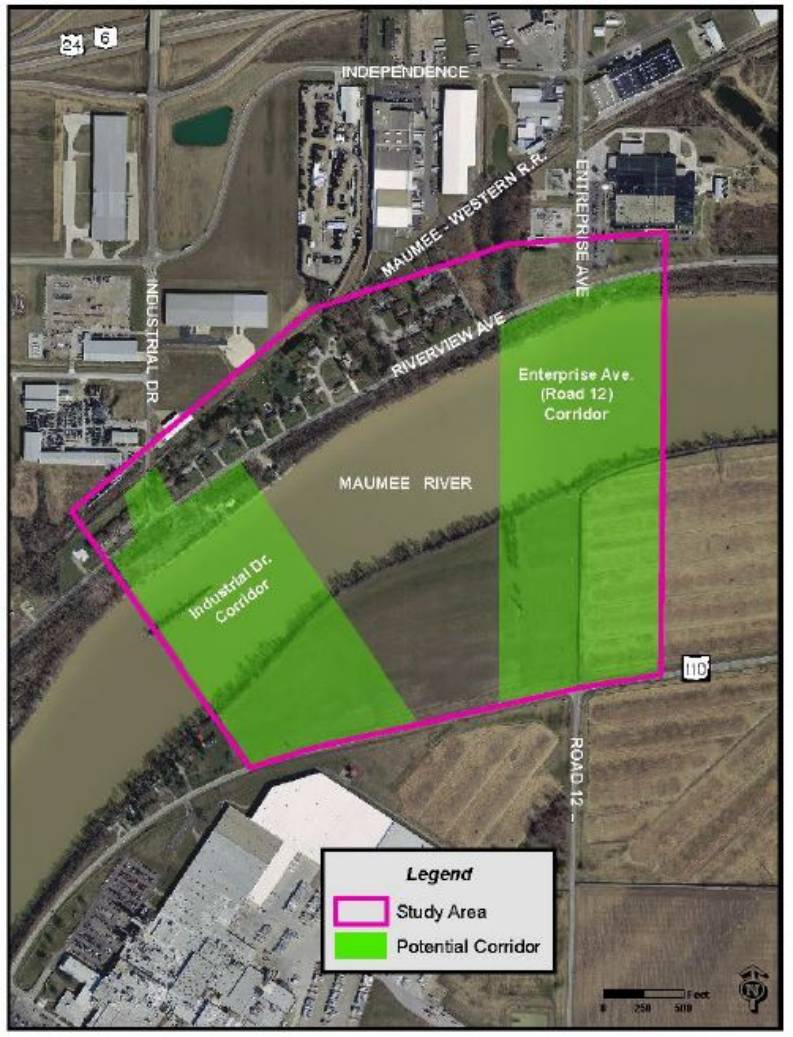 24 6
INDEPENDENCE
MAUMEE - WESTERN R.R.
ENTREPRISE AVE
INDUSTRIAL DR
RIVERVIEW AVE
Enterprise Ave.
(Road 12)
Corridor
MAUMEE RIVER
Industrial Dr.
Corridor
110
ROAD 12
Legend
Study Area
Potential Corridor
Feet
0 250 500
N